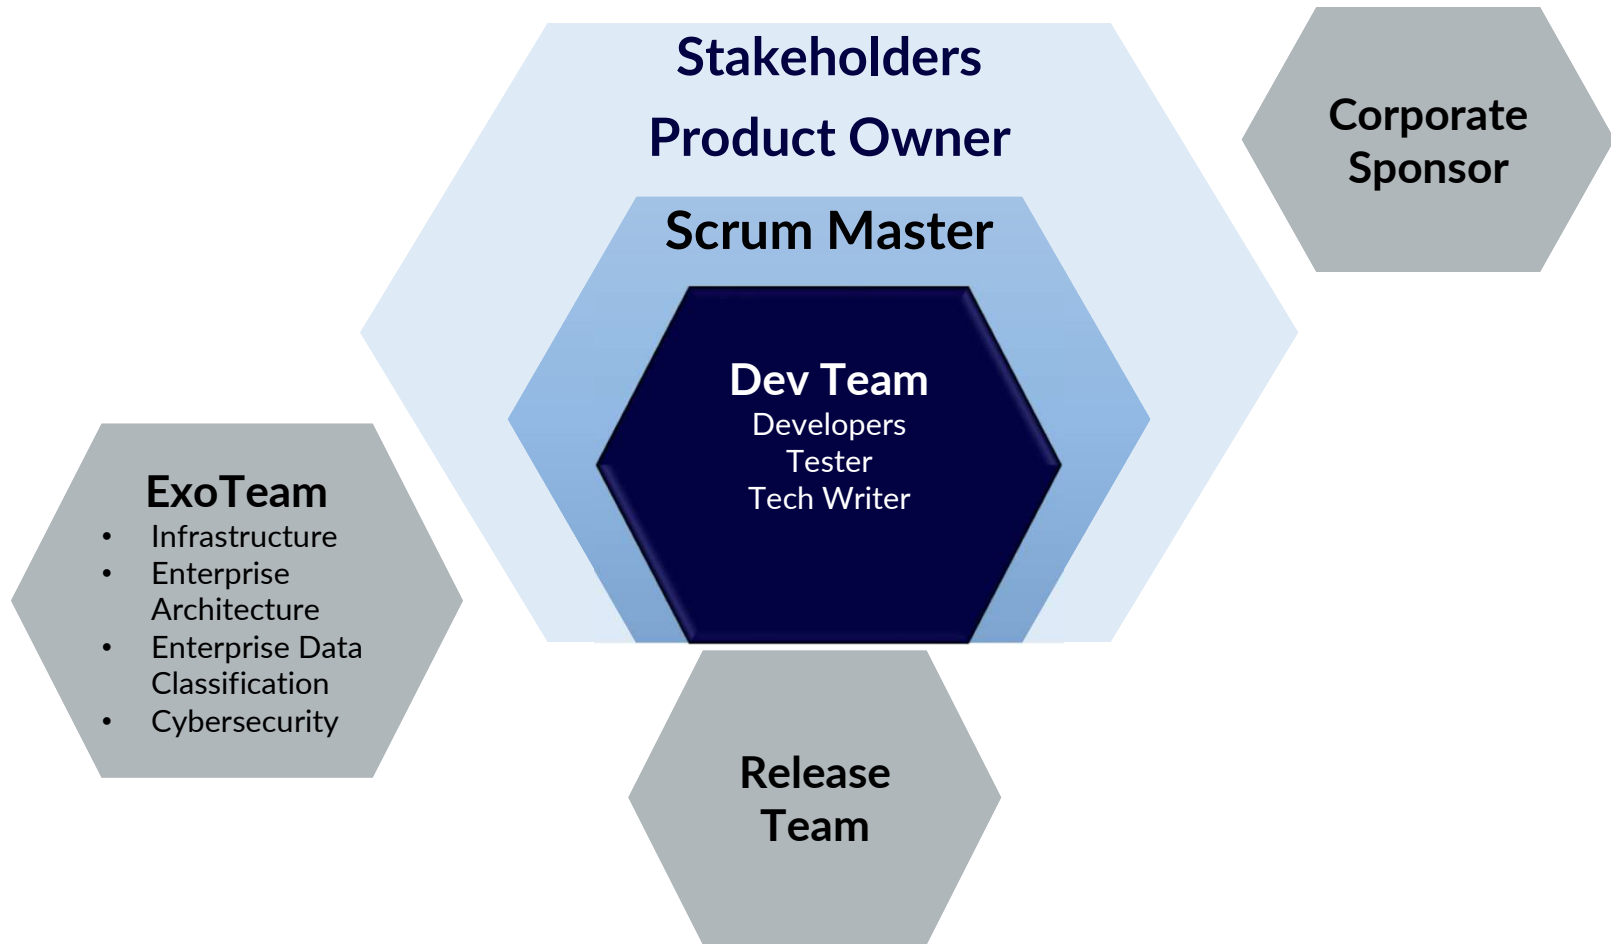 Stakeholders
Product Owner
Scrum Master
Dev Team
Developers
Tester
Tech Writer
Corporate
Sponsor
ExoTeam
• Infrastructure
• Enterprise
Architecture
• Enterprise Data
Classification
• Cybersecurity
Release
Team